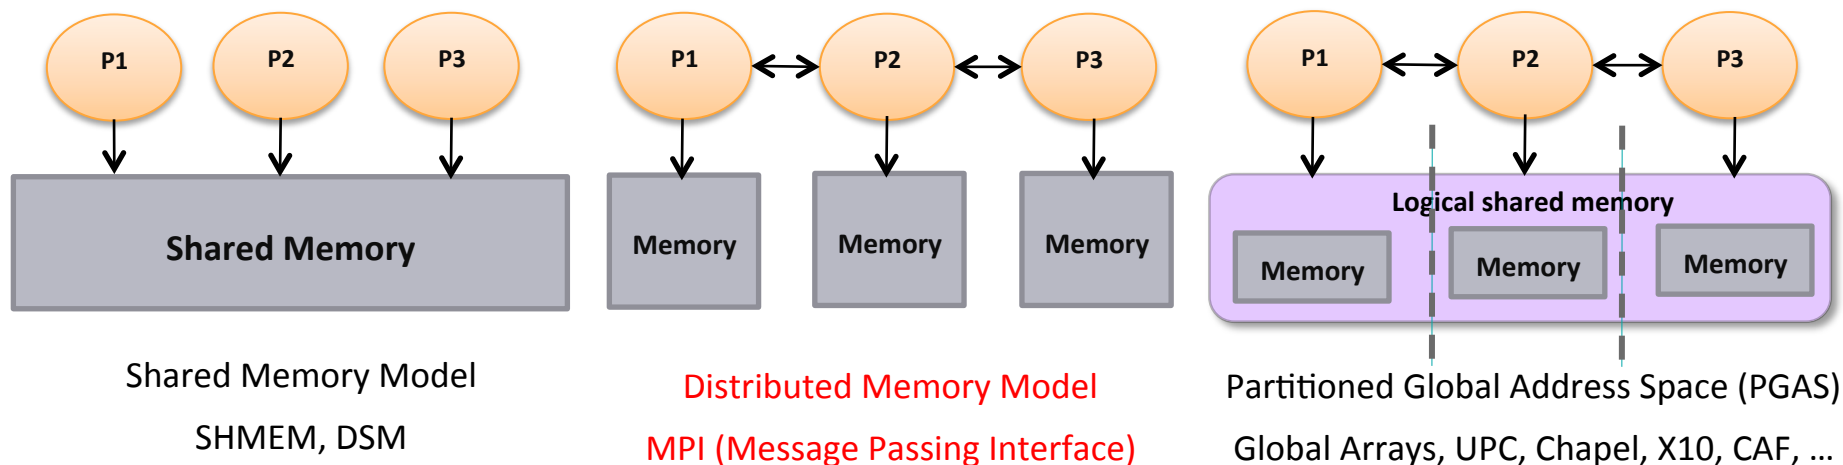 P1
P2
P3
Shared Memory
Shared Memory Model
SHMEM, DSM
P1
P2
P3
Memory
Memory
Memory
Distributed Memory Model
MPI (Message Passing Interface)
P1
P2
P3
Logical shared memory
Memory
Memory
Memory
Partitioned Global Address Space (PGAS)
Global Arrays, UPC, Chapel, X10, CAF, …